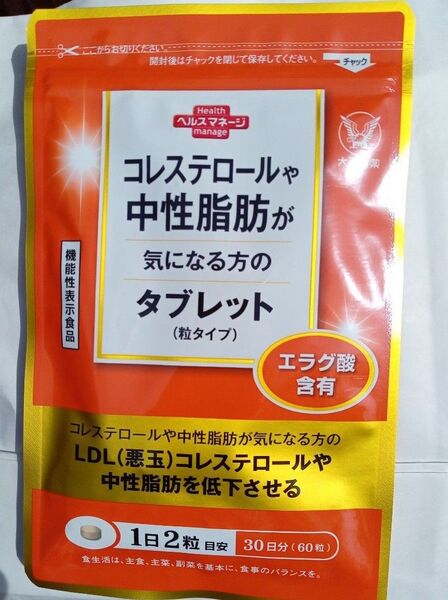 ここからお切りください。
開封後はチャックを閉じて保存してください。
チャック
Health
ヘルスマネージ
manage
大
薬
コレステロールや
中性脂肪が
気になる方の
タブレット
(粒タイプ)
機能性表示食品
エラグ酸
含有
コレステロールや中性脂肪が気になる方の
LDL(悪玉)コレステロールや
中性脂肪を低下させる
1日2粒 目安 30日分(60粒)
食生活は、主食、主菜、副菜を基本に、食事のバランスを。